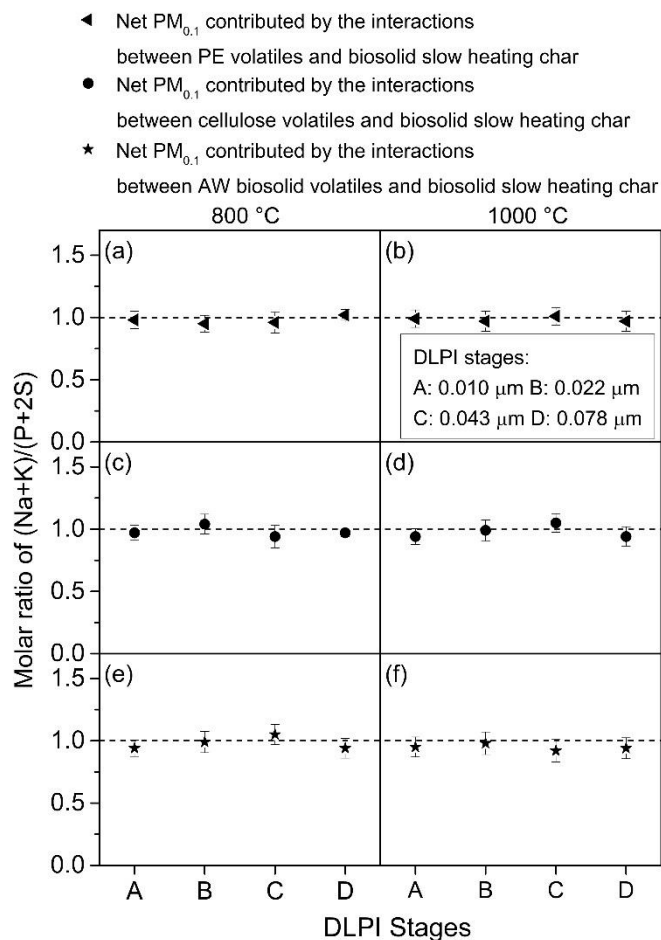 Net PM0.1 contributed by the interactions
between PE volatiles and biosolid slow heating char
Net PM0.1 contributed by the interactions
between cellulose volatiles and biosolid slow heating char
Net PM0.1 contributed by the interactions
between AW biosolid volatiles and biosolid slow heating char
800 °C 1000 °C
Molar ratio of (Na+K)/(P+2S)
(a) (b)
1.5
1.0
0.5
0.0
DLPI stages:
A: 0.010 μm B: 0.022 μm
C: 0.043 μm D: 0.078 μm
(c) (d)
1.5
1.0
0.5
0.0
(e) (f)
1.5
1.0
0.5
0.0
A B C D A B C D
DLPI Stages